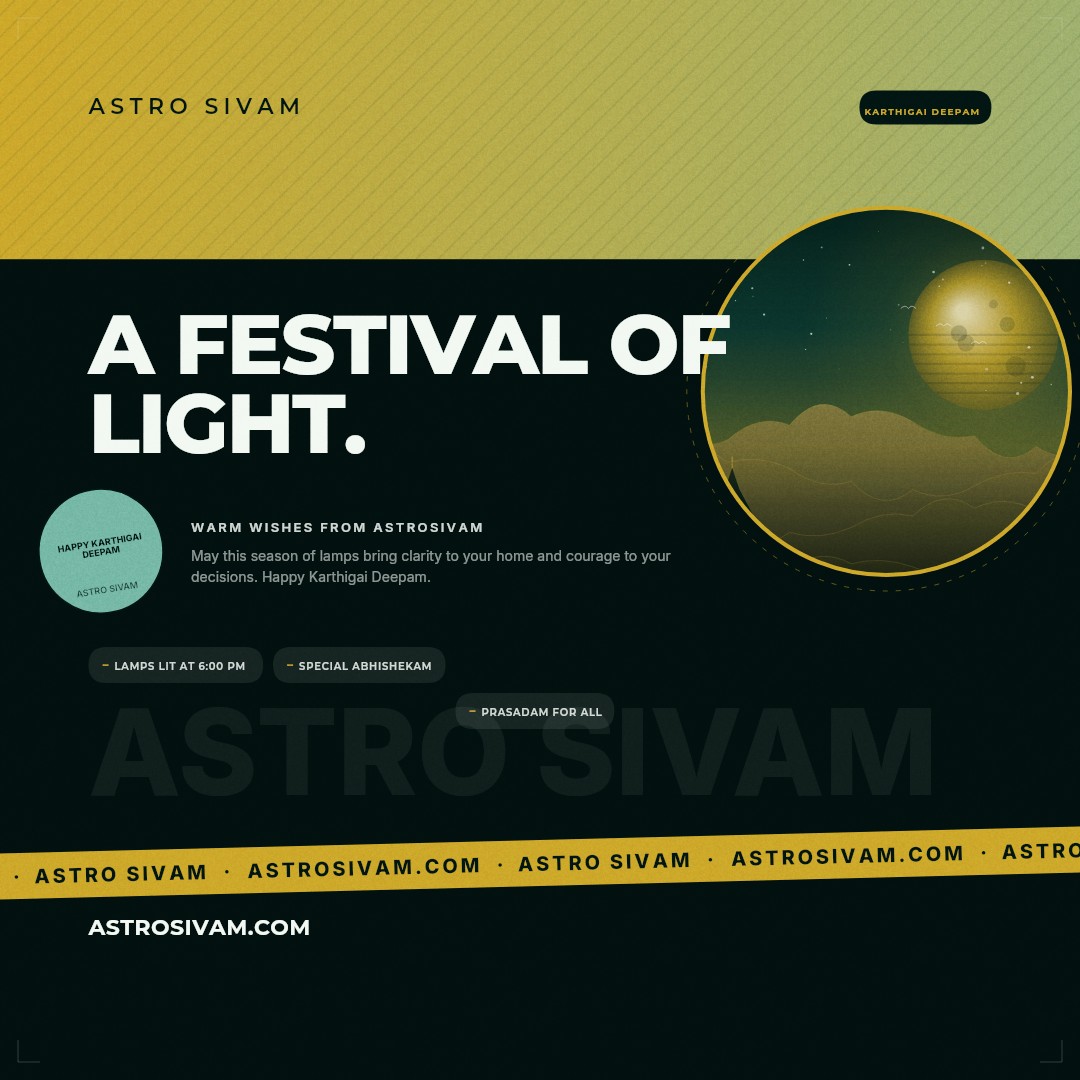 ASTRO SIVAM
KARTHIGAI DEEPAM
A FESTIVAL OF
LIGHT.
HAPPY KARTHIGAI
DEEPAM
ASTRO SIVAM
WARM WISHES FROM ASTROSIVAM
May this season of lamps bring clarity to your home and courage to your
decisions. Happy Karthigai Deepam.
– LAMPS LIT AT 6:00 PM
– SPECIAL ABHISHEKAM
– PRASADAM FOR ALL
ASTRO SIVAM
· ASTRO SIVAM · ASTROSIVAM.COM · ASTRO SIVAM · ASTROSIVAM.COM · ASTRO
ASTROSIVAM.COM